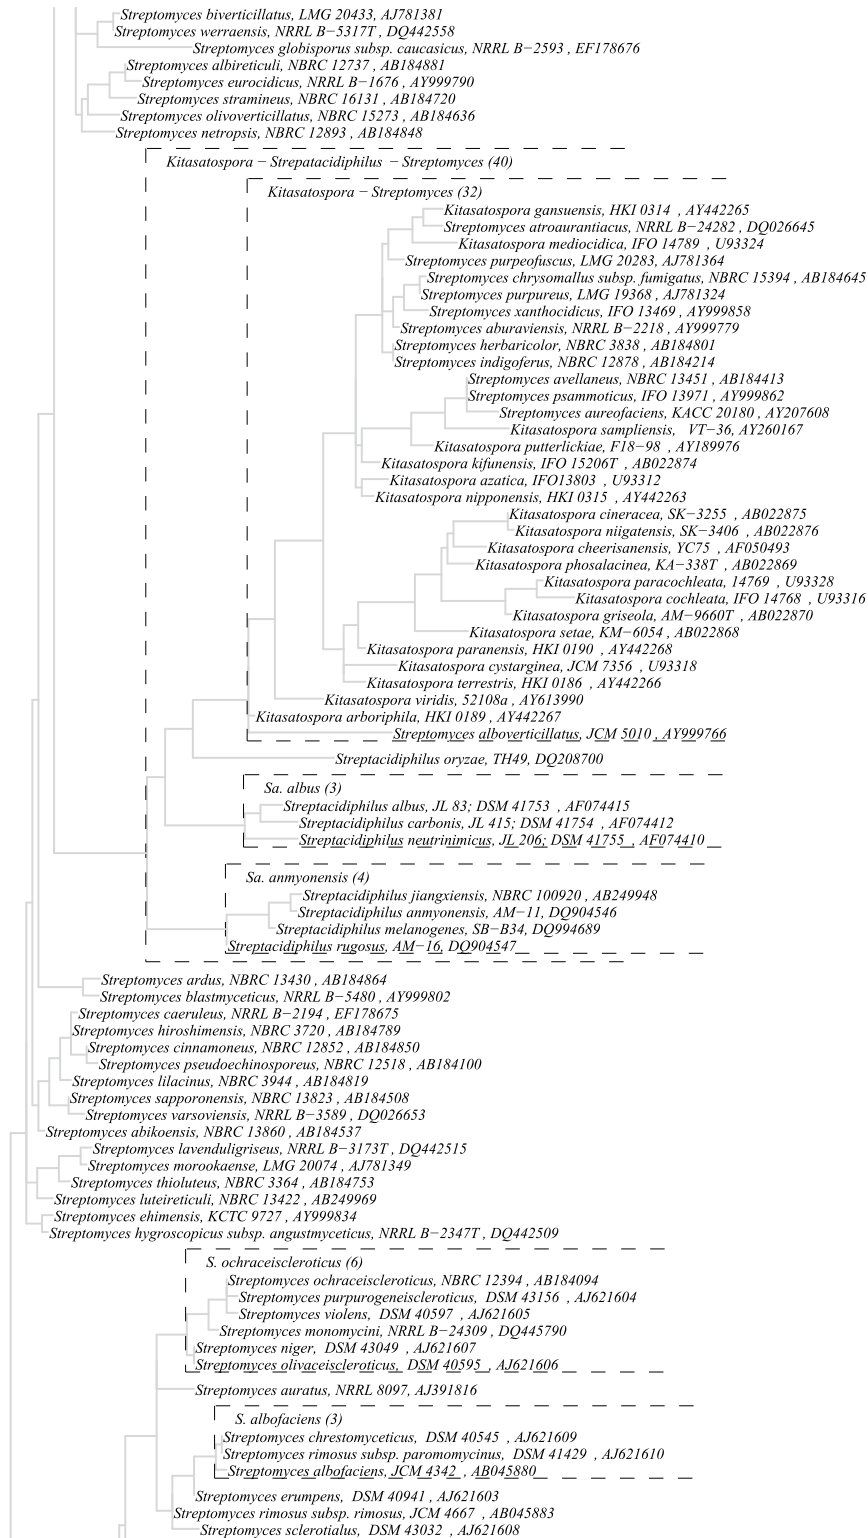 Streptomyces biverticillatus, LMG 20433, AJ781381
Streptomyces werraensis, NRRL B−5317T , DQ442558
Streptomyces globisporus subsp. caucasicus, NRRL B−2593 , EF178676
Streptomyces albireticuli, NBRC 12737 , AB184881
Streptomyces eurocidicus, NRRL B−1676 , AY999790
Streptomyces stramineus, NBRC 16131 , AB184720
Streptomyces olivoverticillatus, NBRC 15273 , AB184636
Streptomyces netropsis, NBRC 12893 , AB184848
Kitasatospora − Strepatacidiphilus − Streptomyces (40)
Kitasatospora − Streptomyces (32)
Kitasatospora gansuensis, HKI 0314 , AY442265
Streptomyces atroaurantiacus, NRRL B−24282 , DQ026645
Kitasatospora mediocidica, IFO 14789 , U93324
Streptomyces purpeofuscus, LMG 20283, AJ781364
Streptomyces chrysomallus subsp. fumigatus, NBRC 15394 , AB184645
Streptomyces purpureus, LMG 19368 , AJ781324
Streptomyces xanthocidicus, IFO 13469 , AY999858
Streptomyces aburaviensis, NRRL B−2218 , AY999779
Streptomyces herbaricolor, NBRC 3838 , AB184801
Streptomyces indigoferus, NBRC 12878 , AB184214
Streptomyces avellaneus, NBRC 13451 , AB184413
Streptomyces psammoticus, IFO 13971 , AY999862
Streptomyces aureofaciens, KACC 20180 , AY207608
Kitasatospora sampliensis, VT−36, AY260167
Kitasatospora putterlickiae, F18−98 , AY189976
Kitasatospora kifunensis, IFO 15206T , AB022874
Kitasatospora azatica, IFO13803 , U93312
Kitasatospora nipponensis, HKI 0315 , AY442263
Kitasatospora cineracea, SK−3255 , AB022875
Kitasatospora niigatensis, SK−3406 , AB022876
Kitasatospora cheerisanensis, YC75 , AF050493
Kitasatospora phosalacinea, KA−338T , AB022869
Kitasatospora paracochleata, 14769 , U93328
Kitasatospora cochleata, IFO 14768 , U93316
Kitasatospora griseola, AM−9660T , AB022870
Kitasatospora setae, KM−6054 , AB022868
Kitasatospora paranensis, HKI 0190 , AY442268
Kitasatospora cystarginea, JCM 7356 , U93318
Kitasatospora terrestris, HKI 0186 , AY442266
Kitasatospora viridis, 52108a , AY613990
Kitasatospora arboriphila, HKI 0189 , AY442267
Streptomyces alboverticillatus, JCM 5010 , AY999766
Streptacidiphilus oryzae, TH49, DQ208700
Sa. albus (3)
Streptacidiphilus albus, JL 83; DSM 41753 , AF074415
Streptacidiphilus carbonis, JL 415; DSM 41754 , AF074412
Streptacidiphilus neutrinimicus, JL 206; DSM 41755 , AF074410
Sa. anmyonensis (4)
Streptacidiphilus jiangxiensis, NBRC 100920 , AB249948
Streptacidiphilus anmyonensis, AM−11, DQ904546
Streptacidiphilus melanogenes, SB−B34, DQ994689
Streptacidiphilus rugosus, AM−16, DQ904547
Streptomyces ardus, NBRC 13430 , AB184864
Streptomyces blastmyceticus, NRRL B−5480 , AY999802
Streptomyces caeruleus, NRRL B−2194 , EF178675
Streptomyces hiroshimensis, NBRC 3720 , AB184789
Streptomyces cinnamoneus, NBRC 12852 , AB184850
Streptomyces pseudoechinosporeus, NBRC 12518 , AB184100
Streptomyces lilacinus, NBRC 3944 , AB184819
Streptomyces sapporonensis, NBRC 13823 , AB184508
Streptomyces varsoviensis, NRRL B−3589 , DQ026653
Streptomyces abikoensis, NBRC 13860 , AB184537
Streptomyces lavenduligriseus, NRRL B−3173T , DQ442515
Streptomyces morookaense, LMG 20074 , AJ781349
Streptomyces thioluteus, NBRC 3364 , AB184753
Streptomyces luteireticuli, NBRC 13422 , AB249969
Streptomyces ehimensis, KCTC 9727 , AY999834
Streptomyces hygroscopicus subsp. angustmyceticus, NRRL B−2347T , DQ442509
S. ochraceiscleroticus (6)
Streptomyces ochraceiscleroticus, NBRC 12394 , AB184094
Streptomyces purpurogeneiscleroticus, DSM 43156 , AJ621604
Streptomyces violens, DSM 40597 , AJ621605
Streptomyces monomycini, NRRL B−24309 , DQ445790
Streptomyces niger, DSM 43049 , AJ621607
Streptomyces olivaceiscleroticus, DSM 40595 , AJ621606
Streptomyces auratus, NRRL 8097, AJ391816
S. albofaciens (3)
Streptomyces chrestomyceticus, DSM 40545 , AJ621609
Streptomyces rimosus subsp. paromomycinus, DSM 41429 , AJ621610
Streptomyces albofaciens, JCM 4342 , AB045880
Streptomyces erumpens, DSM 40941 , AJ621603
Streptomyces rimosus subsp. rimosus, JCM 4667 , AB045883
Streptomyces sclerotialus, DSM 43032 , AJ621608